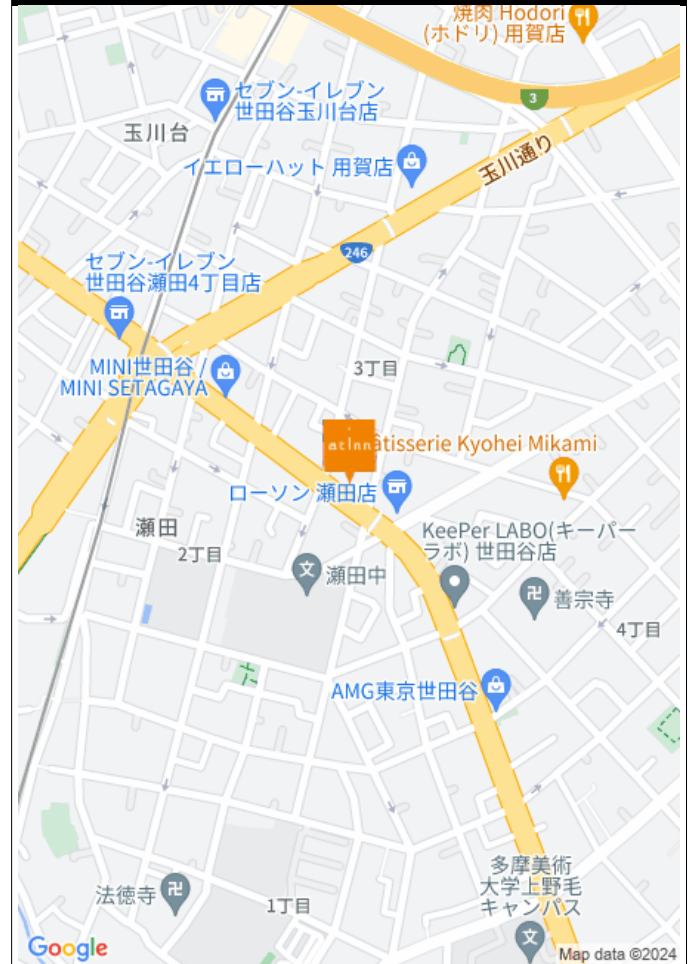 焼肉 Hodori
(ホドリ) 用賀店
3
セブン-イレブン
世田谷玉川台店
玉川台
イエローハット 用賀店
玉川通り
246
セブン-イレブン
世田谷瀬田4丁目店
MINI世田谷 /
MINI SETAGAYA
3丁目
atInn
âtisserie Kyohei Mikami
ローソン 瀬田店
瀬田
2丁目
KeePer LABO(キーパー
ラボ) 世田谷店
文
瀬田中
善宗寺
4丁目
AMG東京世田谷
多摩美術
大学上野毛
キャンパス
文
法徳寺
1丁目
Google
Map data ©2024